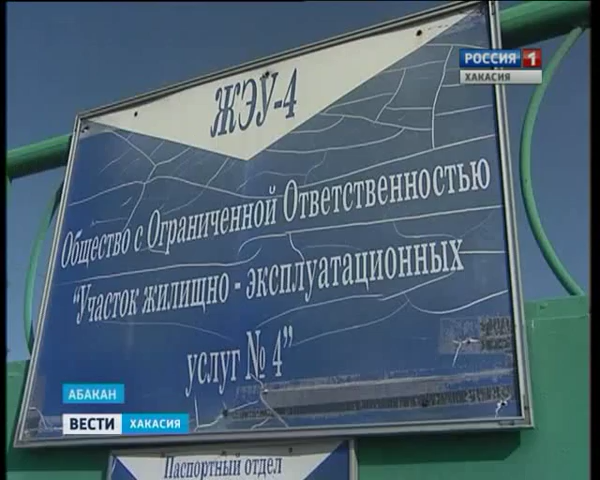 РОССИЯ 1
ХАКАСИЯ
ЖЭУ-4
Общество с Ограниченной Ответственностью
"Участок жилищно - эксплуатационных
услуг № 4"
АБАКАН
ВЕСТИ ХАКАСИЯ
Паспортный отдел